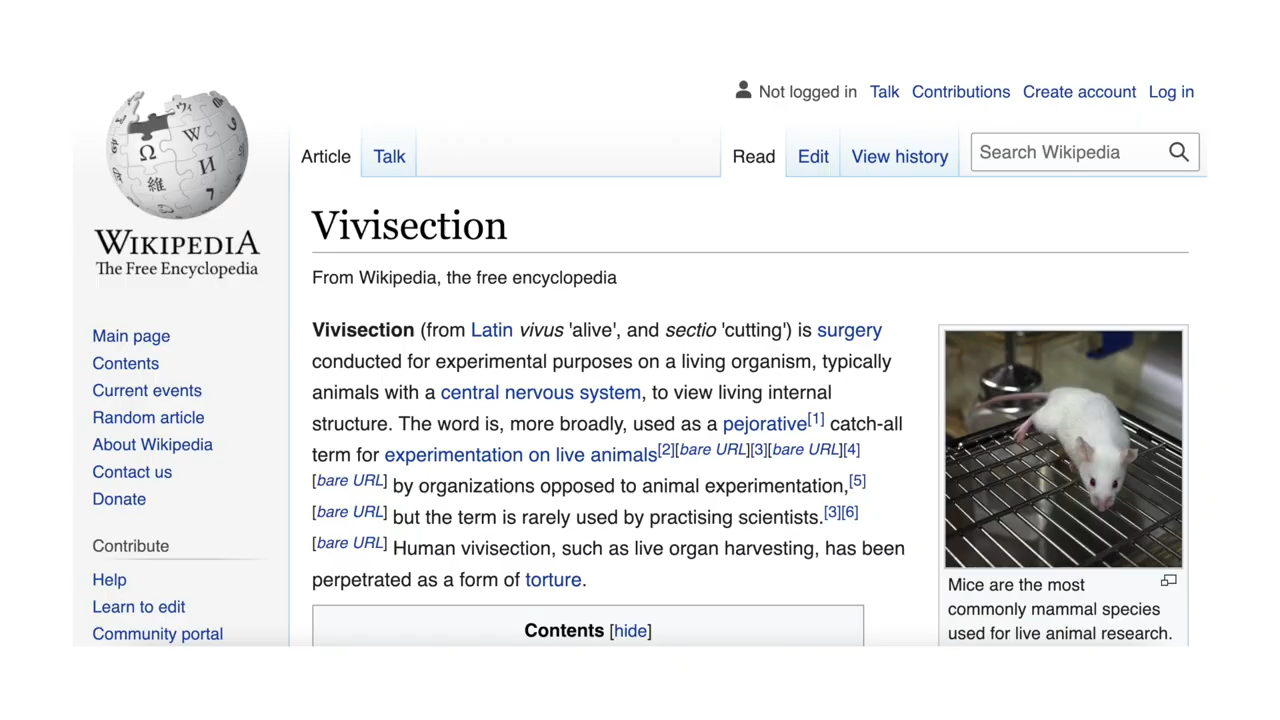 Not logged in Talk Contributions Create account Log in
Article Talk Read Edit View history Search Wikipedia
WIKIPEDIA
The Free Encyclopedia
Main page
Contents
Current events
Random article
About Wikipedia
Contact us
Donate
Contribute
Help
Learn to edit
Community portal
Vivisection
From Wikipedia, the free encyclopedia
Vivisection (from Latin vivus 'alive', and sectio 'cutting') is surgery
conducted for experimental purposes on a living organism, typically
animals with a central nervous system, to view living internal
structure. The word is, more broadly, used as a pejorative[1] catch-all
term for experimentation on live animals[2][bare URL][3][bare URL][4]
[bare URL] by organizations opposed to animal experimentation,[5]
[bare URL] but the term is rarely used by practising scientists.[3][6]
[bare URL] Human vivisection, such as live organ harvesting, has been
perpetrated as a form of torture.
Contents [hide]
Mice are the most
commonly mammal species
used for live animal research.